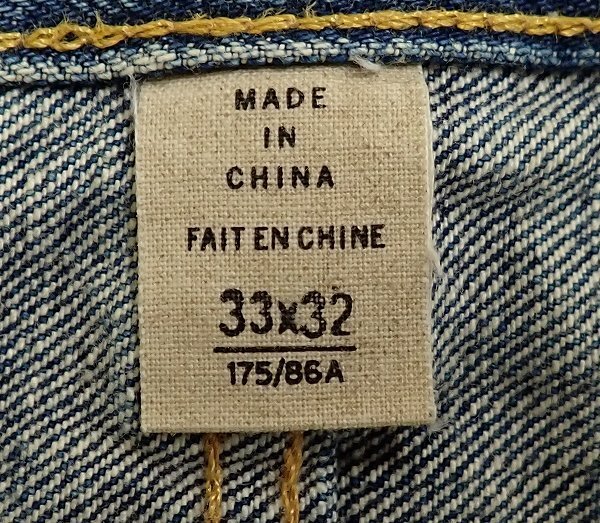 MADE
IN
CHINA
FAIT EN CHINE
33x32
175/86A